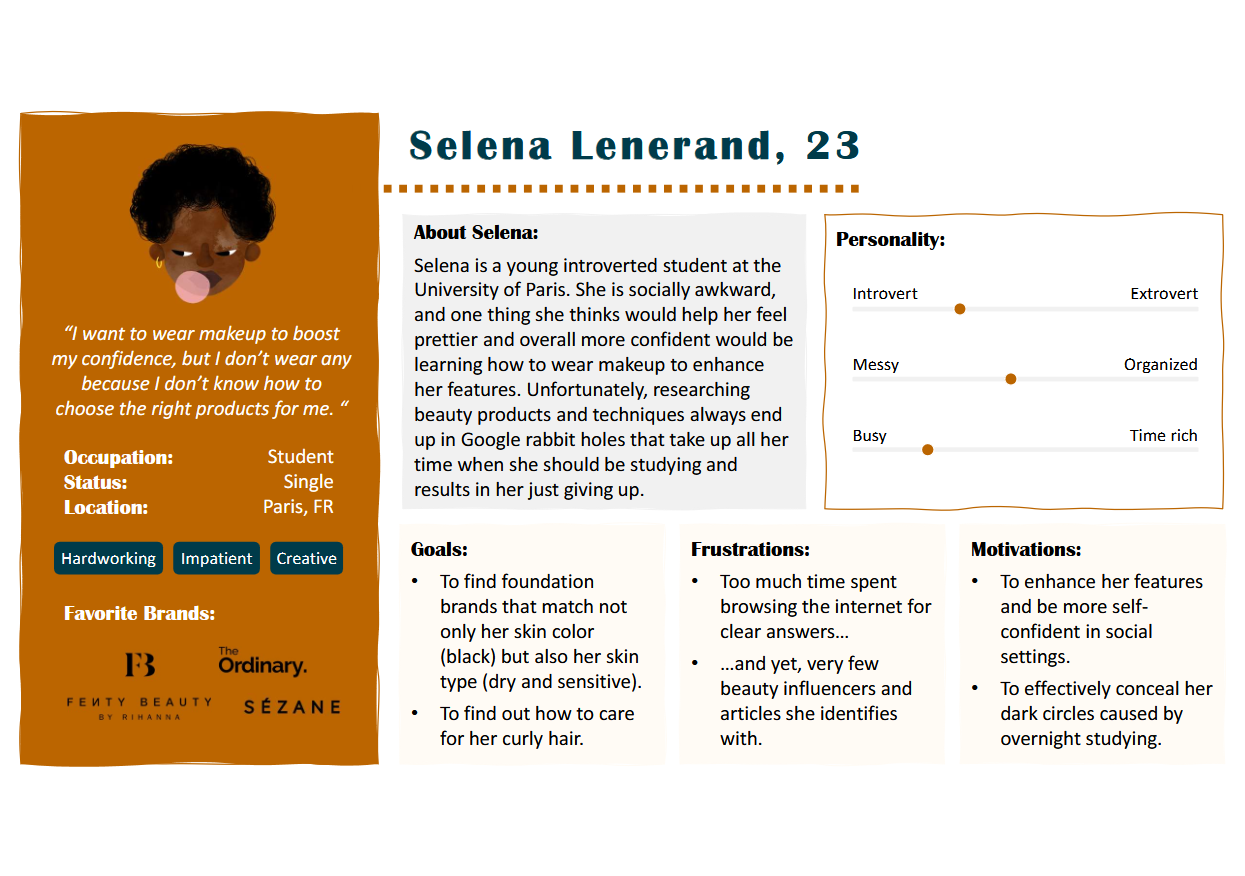 Selena Lenerand, 23
“I want to wear makeup to boost
my confidence, but I don’t wear any
because I don’t know how to
choose the right products for me. “
Occupation: Student
Status: Single
Location: Paris, FR
Hardworking Impatient Creative
Favorite Brands:
FB
The
Ordinary.
FENTY BEAUTY
BY RIHANNA
SÉZANE
About Selena:
Selena is a young introverted student at the
University of Paris. She is socially awkward,
and one thing she thinks would help her feel
prettier and overall more confident would be
learning how to wear makeup to enhance
her features. Unfortunately, researching
beauty products and techniques always end
up in Google rabbit holes that take up all her
time when she should be studying and
results in her just giving up.
Personality:
Introvert Extrovert
Messy Organized
Busy Time rich
Goals:
• To find foundation
brands that match not
only her skin color
(black) but also her skin
type (dry and sensitive).
• To find out how to care
for her curly hair.
Frustrations:
• Too much time spent
browsing the internet for
clear answers…
• …and yet, very few
beauty influencers and
articles she identifies
with.
Motivations:
• To enhance her features
and be more self-
confident in social
settings.
• To effectively conceal her
dark circles caused by
overnight studying.